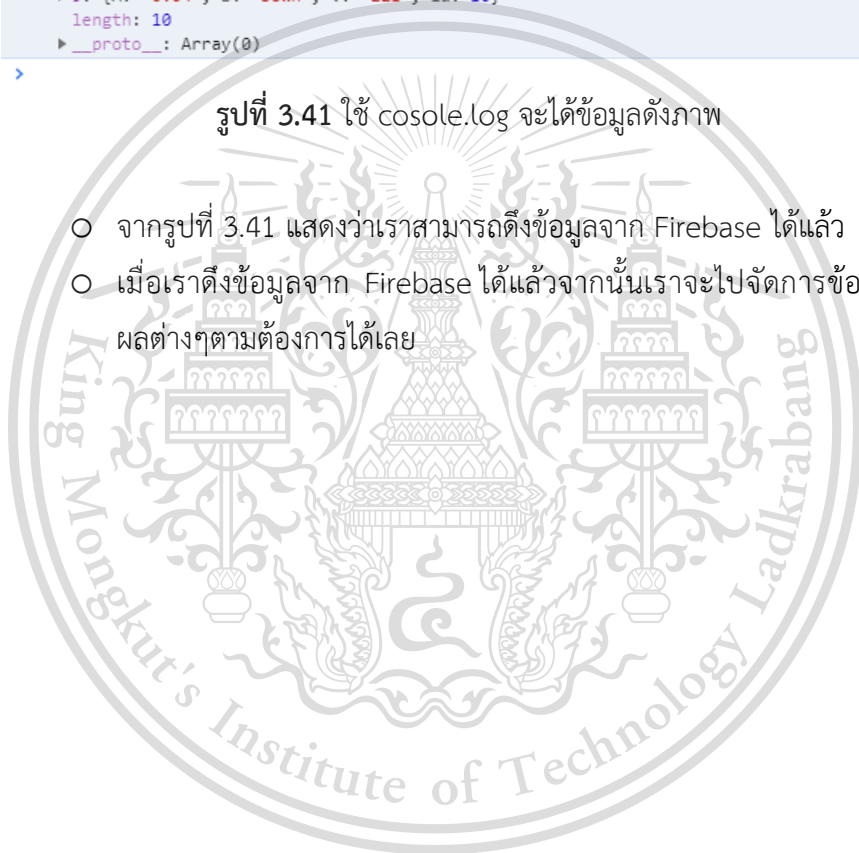 length: 10
▶ __proto__: Array(0)
>
รูปที่ 3.41 ใช้ cosole.log จะได้ข้อมูลดังภาพ
o จากรูปที่ 3.41 แสดงว่าเราสามารถดึงข้อมูลจาก Firebase ได้แล้ว
o เมื่อเราดึงข้อมูลจาก Firebase ได้แล้วจากนั้นเราจะไปจัดการข้อ
ผลต่างๆตามต้องการได้เลย
King Mongkut's Institute of Technology Ladkrabang